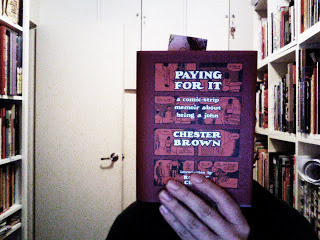 PAYING
FOR IT
a comic-strip
memoir about
being a john
CHESTER
BROWN